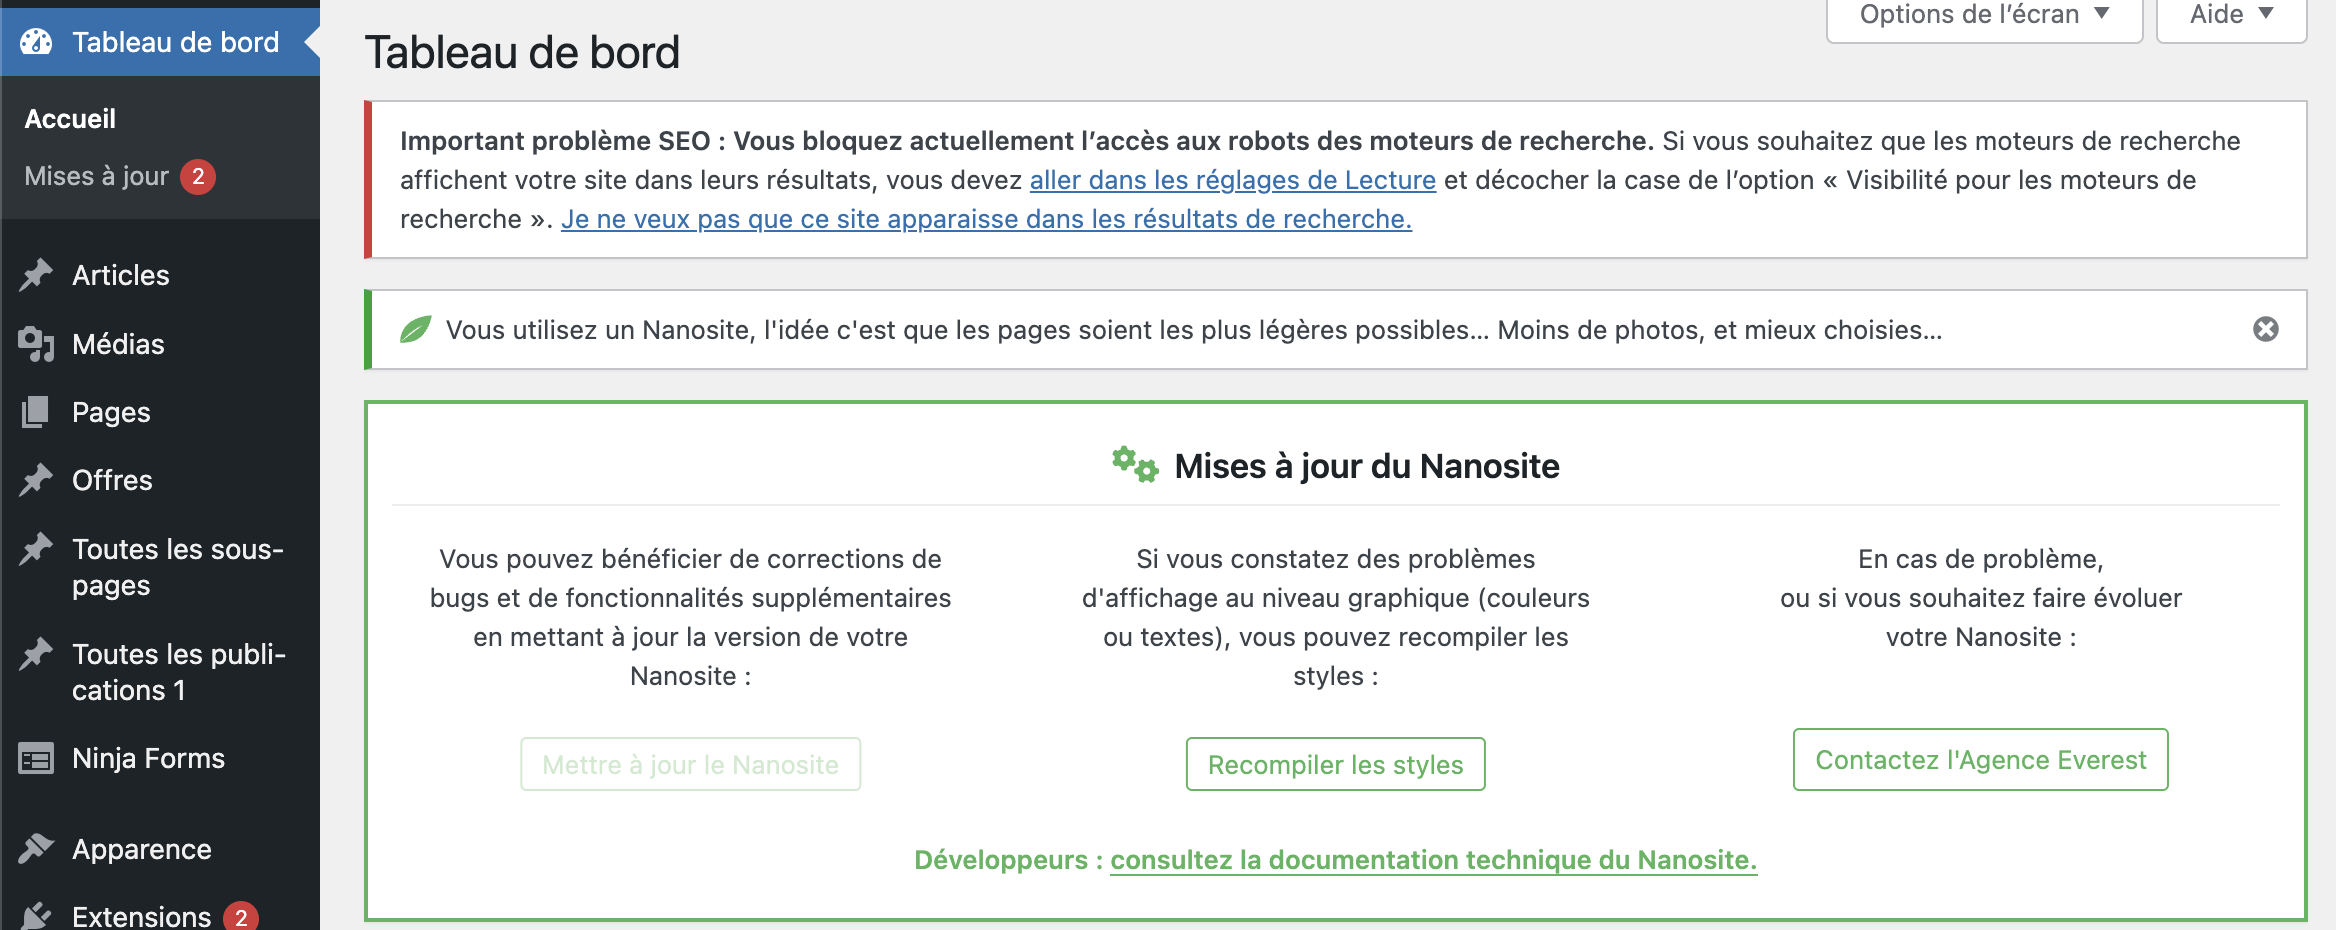 Tableau de bord
Accueil
Mises à jour 2
Articles
Médias
Pages
Offres
Toutes les sous-
pages
Toutes les publi-
cations 1
Ninja Forms
Apparence
Extensions 2
Options de l’écran
Aide
Tableau de bord
Important problème SEO : Vous bloquez actuellement l’accès aux robots des moteurs de recherche. Si vous souhaitez que les moteurs de recherche
affichent votre site dans leurs résultats, vous devez aller dans les réglages de Lecture et décocher la case de l’option « Visibilité pour les moteurs de
recherche ». Je ne veux pas que ce site apparaisse dans les résultats de recherche.
Vous utilisez un Nanosite, l'idée c'est que les pages soient les plus légères possibles... Moins de photos, et mieux choisies...
Mises à jour du Nanosite
Vous pouvez bénéficier de corrections de
bugs et de fonctionnalités supplémentaires
en mettant à jour la version de votre
Nanosite :
Mettre à jour le Nanosite
Si vous constatez des problèmes
d'affichage au niveau graphique (couleurs
ou textes), vous pouvez recompiler les
styles :
Recompiler les styles
En cas de problème,
ou si vous souhaitez faire évoluer
votre Nanosite :
Contactez l'Agence Everest
Développeurs : consultez la documentation technique du Nanosite.